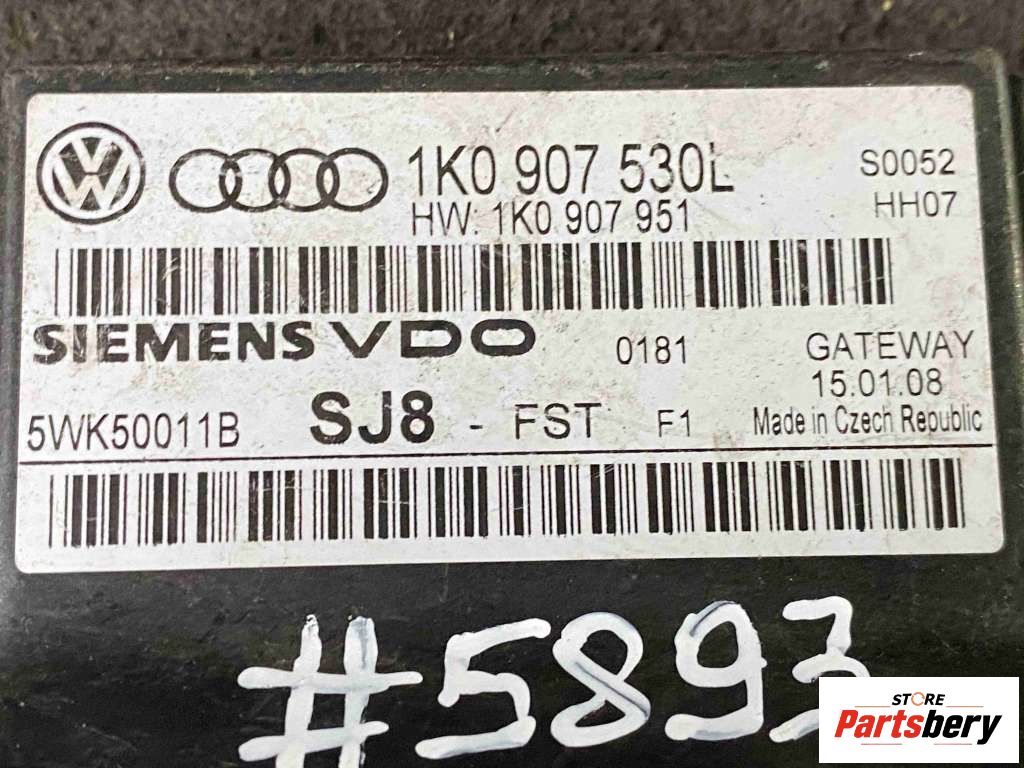 1K0 907 530L S0052
HW: 1K0 907 951 HH07
SIEMENS VDO 0181 GATEWAY
15.01.08
5WK50011B SJ8 - FST F1 Made in Czech Republic
#5893
STORE
Partsbery